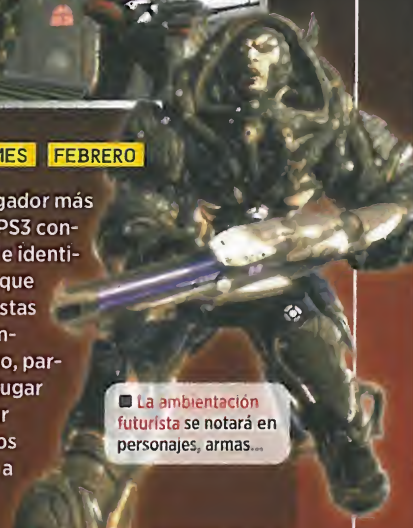 MES FEBRERO
gador más
PS3 con-
e identi-
que
stas
n-
o, par-
ugar
r
os
a
■ La ambientación
futurista se notará en
personajes, armas...